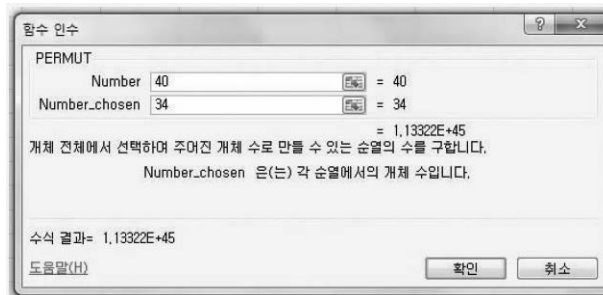 함수 인수
PERMUT
Number 40 = 40
Number_chosen 34 = 34
= 1,13322E+45
개체 전체에서 선택하여 주어진 개체 수로 만들 수 있는 순열의 수를 구합니다.
Number_chosen 은(는) 각 순열에서의 개체 수입니다.
수식 결과= 1,13322E+45
도움말(H)
확인 취소